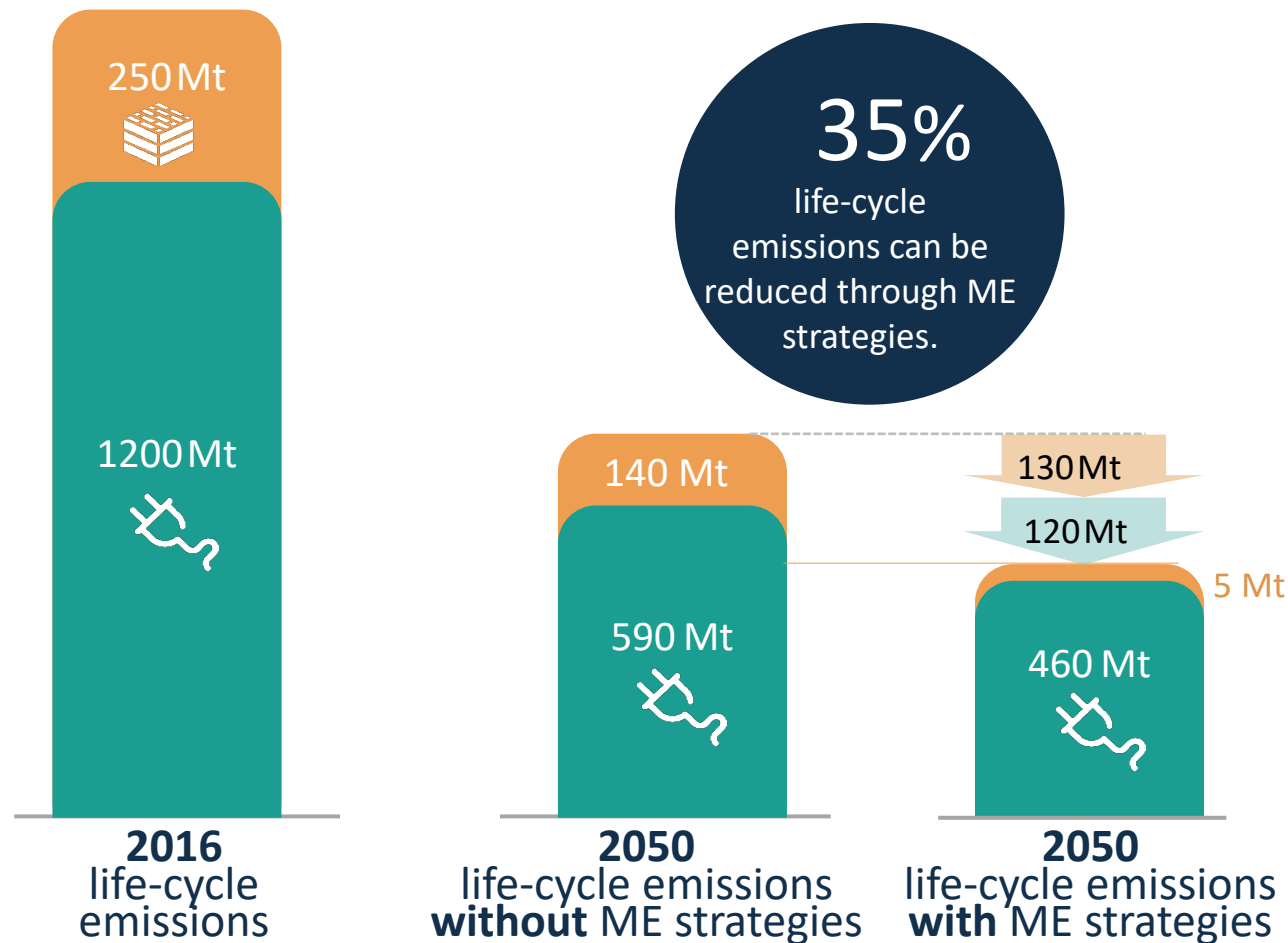 250 Mt
1200 Mt
2016
life-cycle
emissions
35%
life-cycle
emissions can be
reduced through ME
strategies.
140 Mt
590 Mt
2050
life-cycle emissions
without ME strategies
130 Mt
120 Mt
5 Mt
460 Mt
2050
life-cycle emissions
with ME strategies